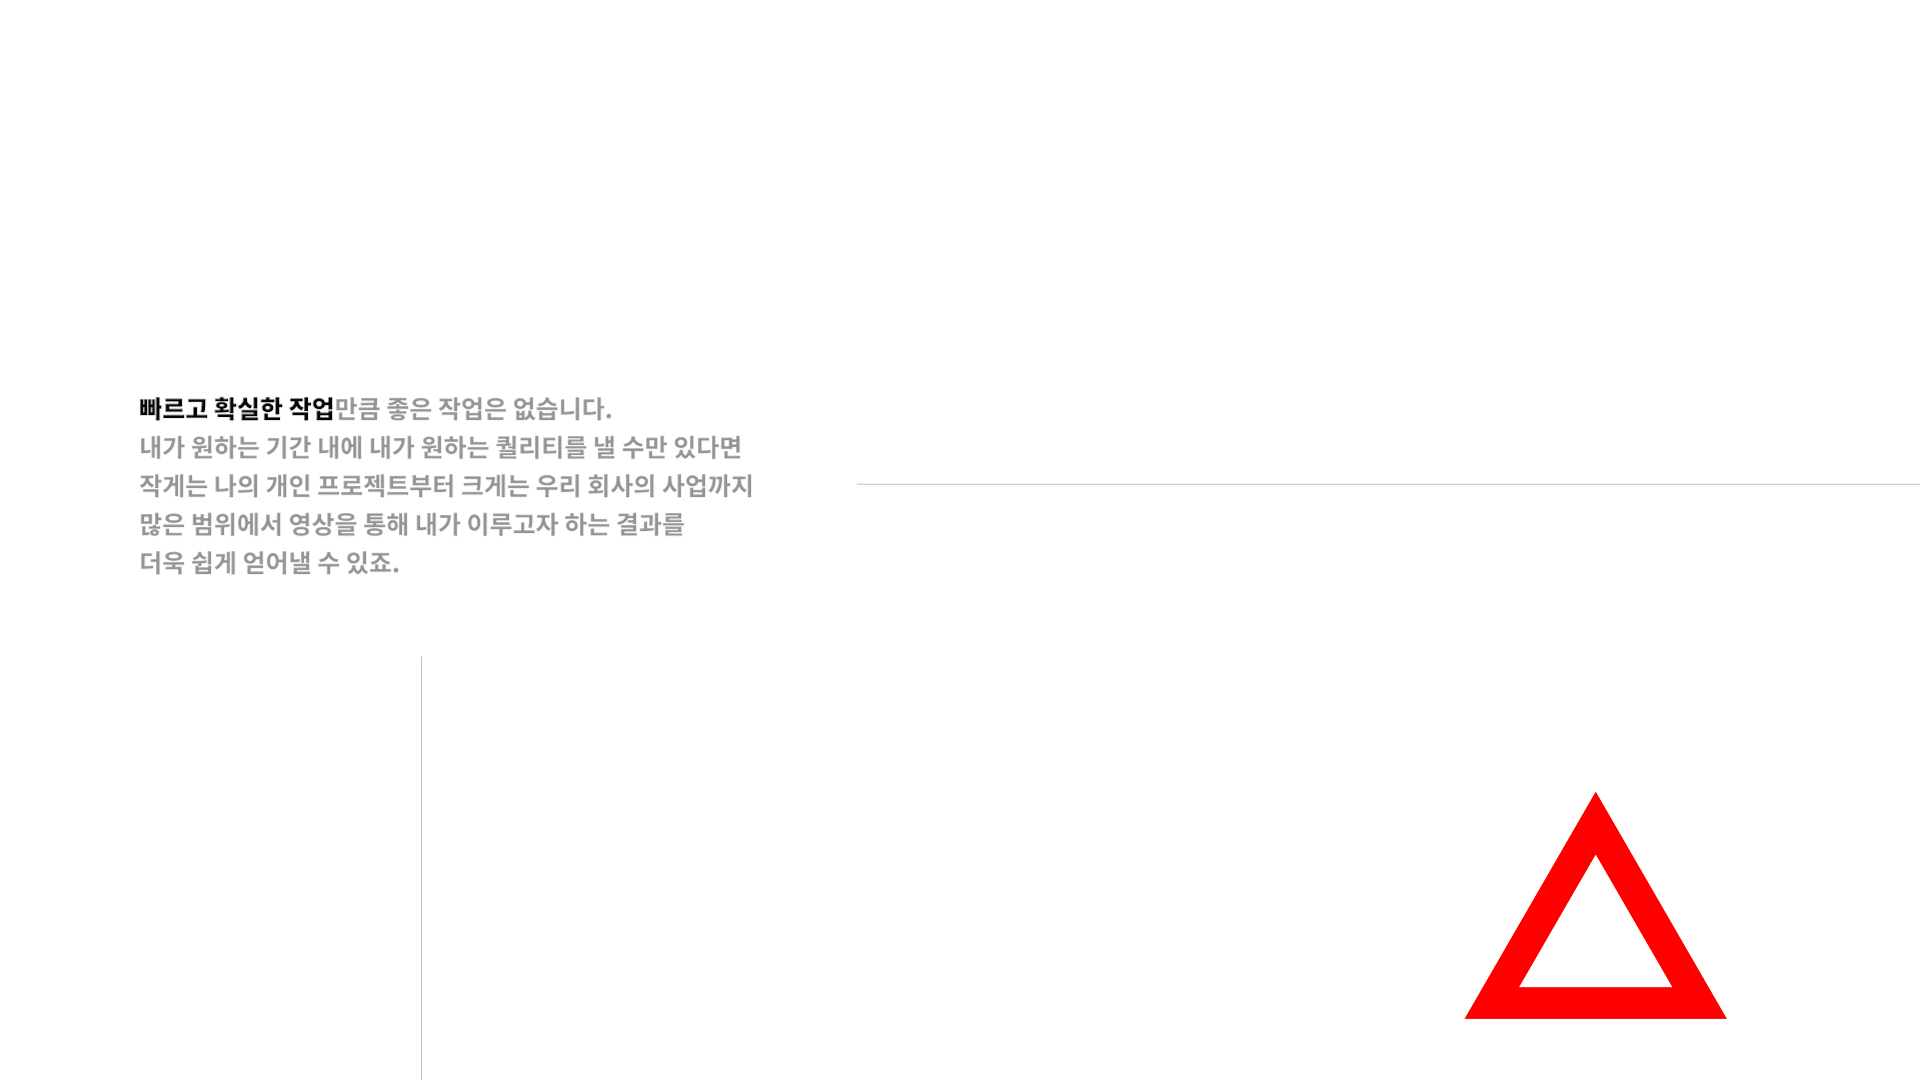 빠르고 확실한 작업만큼 좋은 작업은 없습니다.
내가 원하는 기간 내에 내가 원하는 퀄리티를 낼 수만 있다면
작게는 나의 개인 프로젝트부터 크게는 우리 회사의 사업까지
많은 범위에서 영상을 통해 내가 이루고자 하는 결과를
더욱 쉽게 얻어낼 수 있죠.